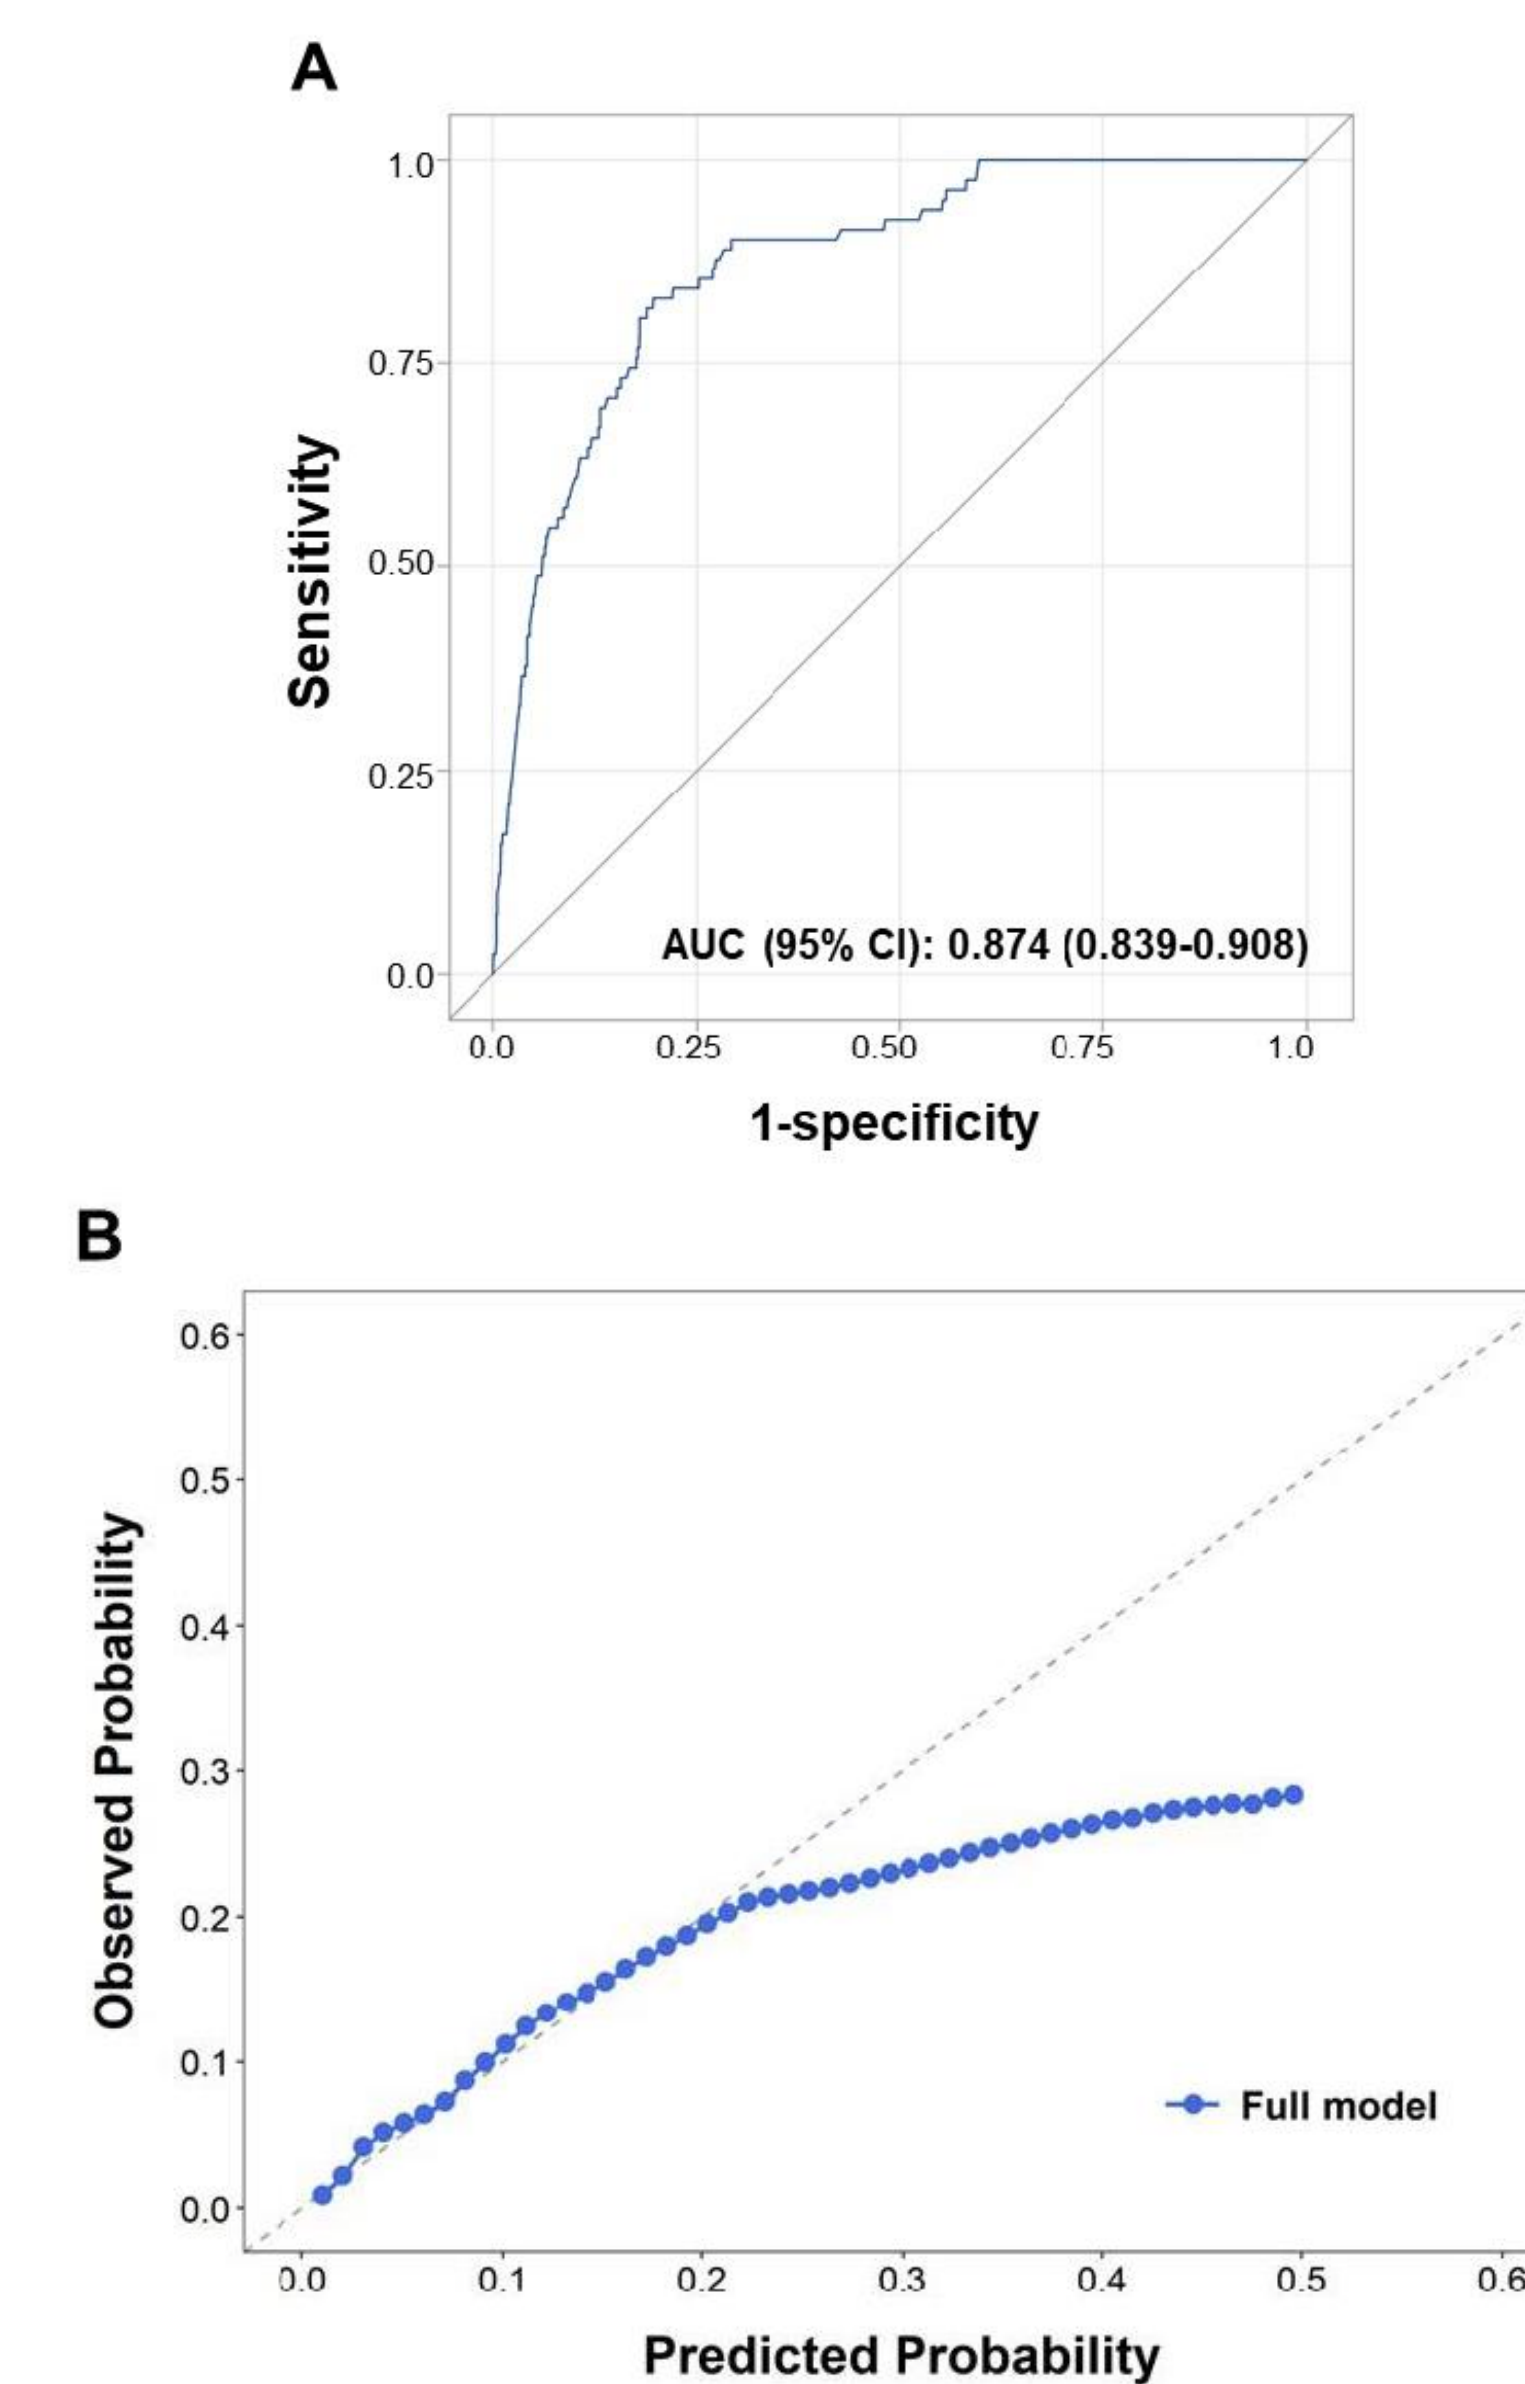 A
1.0
0.75
0.50
0.25
0.0
Sensitivity
AUC (95% CI): 0.874 (0.839-0.908)
0.0 0.25 0.50 0.75 1.0
1-specificity
B
0.6
0.5
0.4
0.3
0.2
0.1
0.0
Observed Probability
Full model
0.0 0.1 0.2 0.3 0.4 0.5 0.6
Predicted Probability